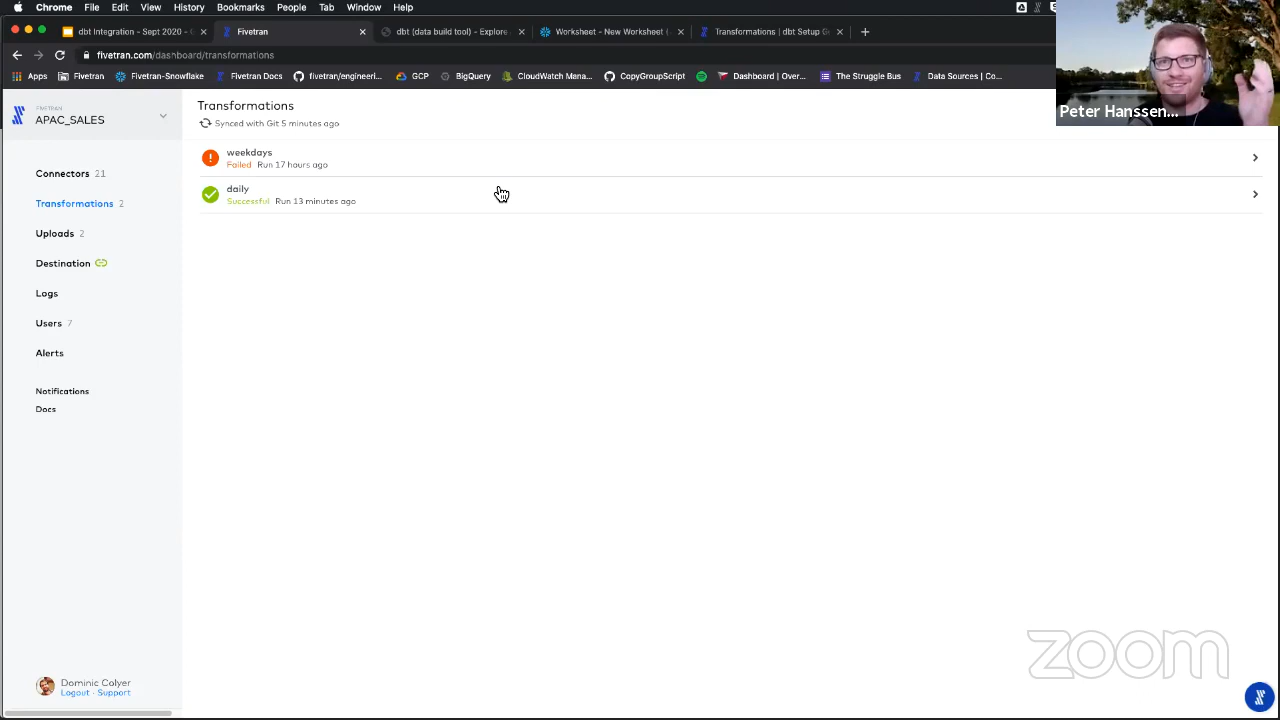 Chrome File Edit View History Bookmarks People Tab Window Help
dbt Integration - Sept 2020 - G
Fivetran
dbt (data build tool) - Explore
Worksheet - New Worksheet (
Transformations | dbt Setup G
fivetran.com/dashboard/transformations
Apps Fivetran Fivetran-Snowflake Fivetran Docs fivetran/engineeri... GCP BigQuery CloudWatch Mana... CopyGroupScript Dashboard | Over... The Struggle Bus Data Sources | Co...
Peter Hanssen...
FIVETRAN
APAC_SALES
Connectors 21
Transformations 2
Uploads 2
Destination
Logs
Users 7
Alerts
Notifications
Docs
Dominic Colyer
Logout · Support
Transformations
Synced with Git 5 minutes ago
weekdays
Failed Run 17 hours ago
daily
Successful Run 13 minutes ago
zoom